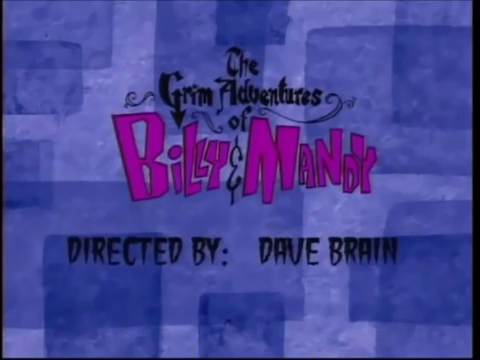 The
Grim Adventures
of
BILLY & MANDY
DIRECTED BY: DAVE BRAIN